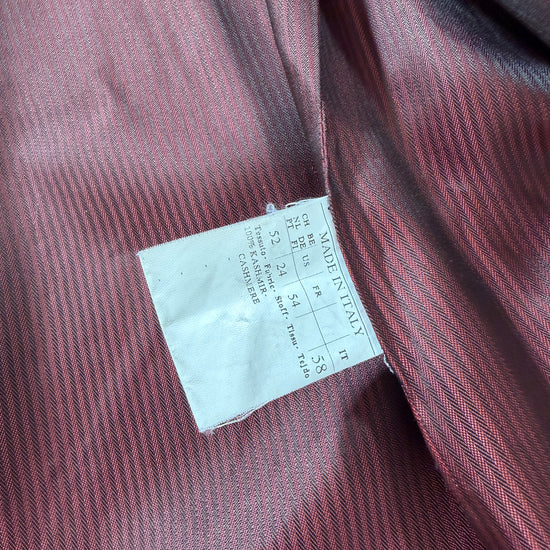 MADE IN ITALY
CH BE FR IT
NL DE US
PT FI L
52 24 54 58
Tessuto - Fabric - Stoff - Tissu - Tejdo
100% KASHMIR -
CASHMERE